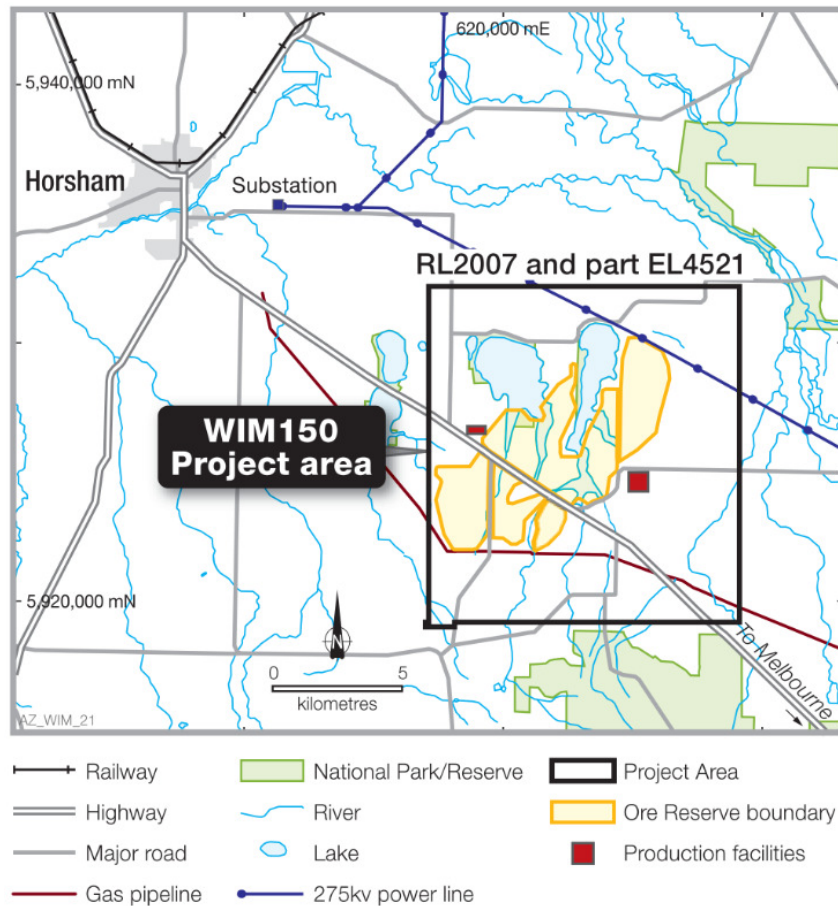 620,000 mE
5,940,000 mN
Horsham
Substation
RL2007 and part EL4521
WIM150
Project area
5,920,000 mN
N
0 5
kilometres
To Melbourne
AZ_WIM_21
Railway
National Park/Reserve
Project Area
Highway
River
Ore Reserve boundary
Major road
Lake
Production facilities
Gas pipeline
275kv power line